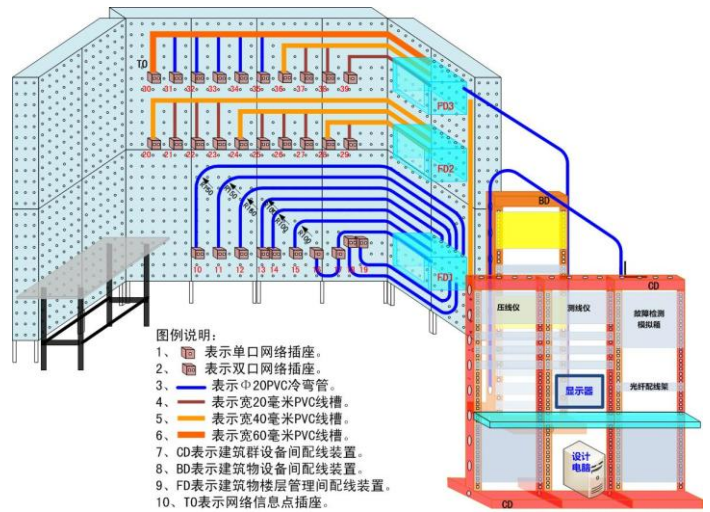 TO
30 31 32 33 34 35 36 37 38 39
FD3
20 21 22 23 24 25 26 27 28 29
FD2
BD
R150 R150 R150 R100 R100 R100
10 11 12 13 14 15 16 17 18 19
FD1
CD
压线仪
测线仪
故障检测
模拟箱
显示器
光纤配线架
设计
电脑
CD
图例说明：
1、 表示单口网络插座。
2、 表示双口网络插座。
3、 表示Φ20PVC冷弯管。
4、 表示宽20毫米PVC线槽。
5、 表示宽40毫米PVC线槽。
6、 表示宽60毫米PVC线槽。
7、CD表示建筑群设备间配线装置。
8、BD表示建筑物设备间配线装置。
9、FD表示建筑物楼层管理间配线装置。
10、TO表示网络信息点插座。